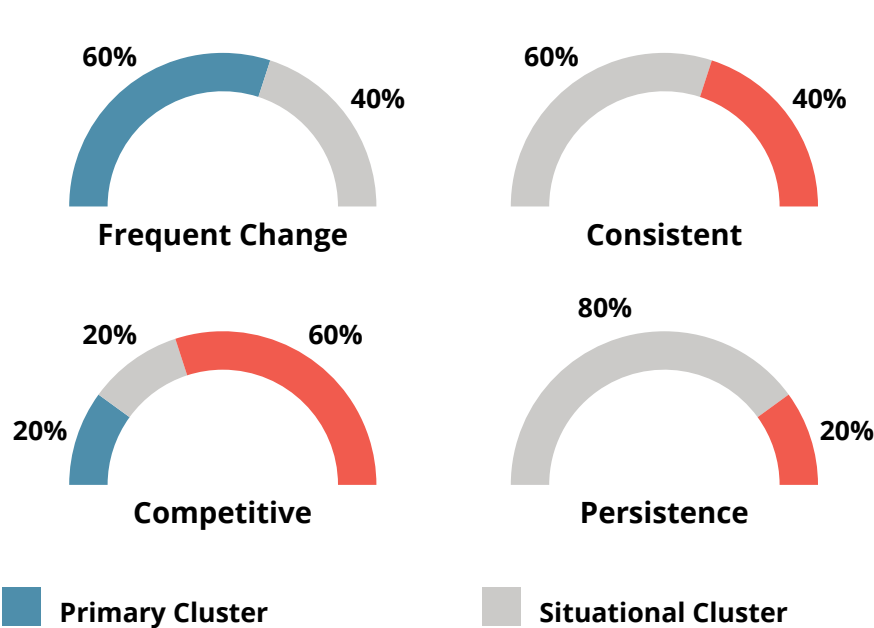 60%
40%
Frequent Change
60%
40%
Consistent
20%
20%
60%
Competitive
80%
20%
Persistence
Primary Cluster
Situational Cluster